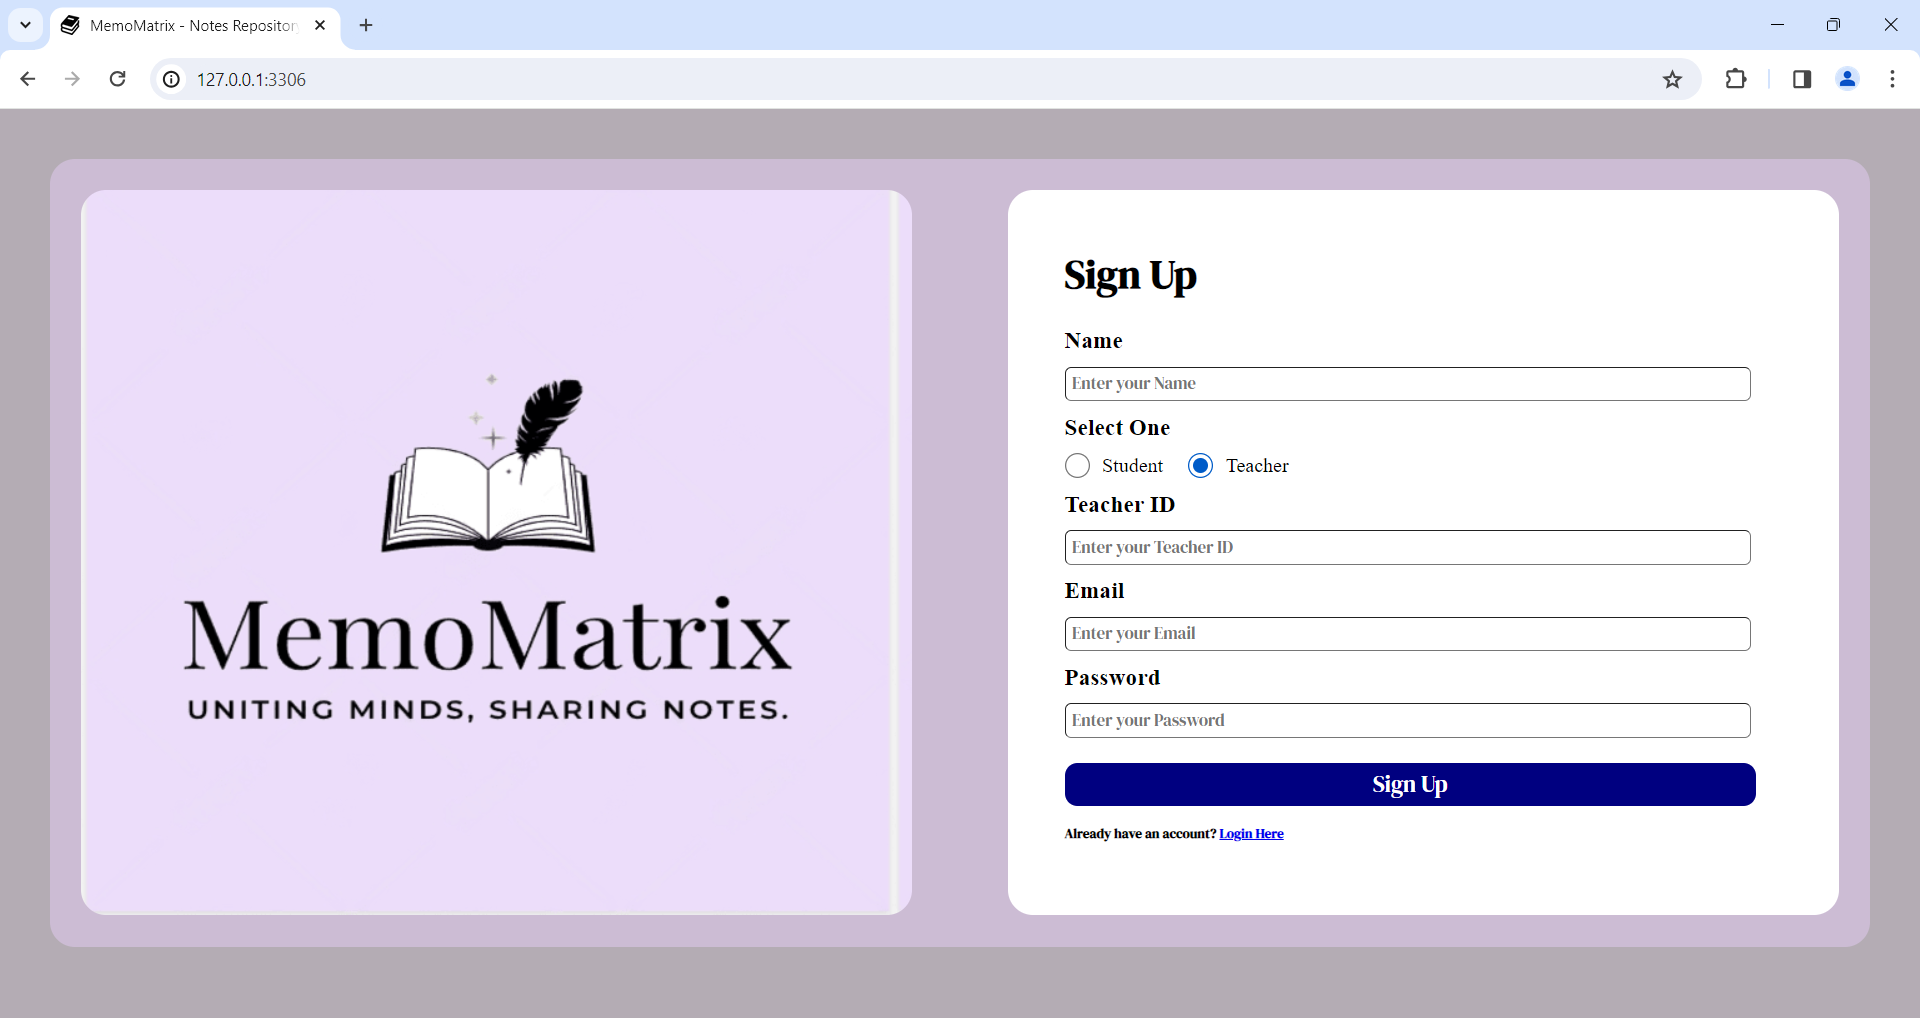 MemoMatrix - Notes Repository
127.0.0.1:3306
MemoMatrix
UNITING MINDS, SHARING NOTES.
Sign Up
Name
Enter your Name
Select One
Student Teacher
Teacher ID
Enter your Teacher ID
Email
Enter your Email
Password
Enter your Password
Sign Up
Already have an account? Login Here